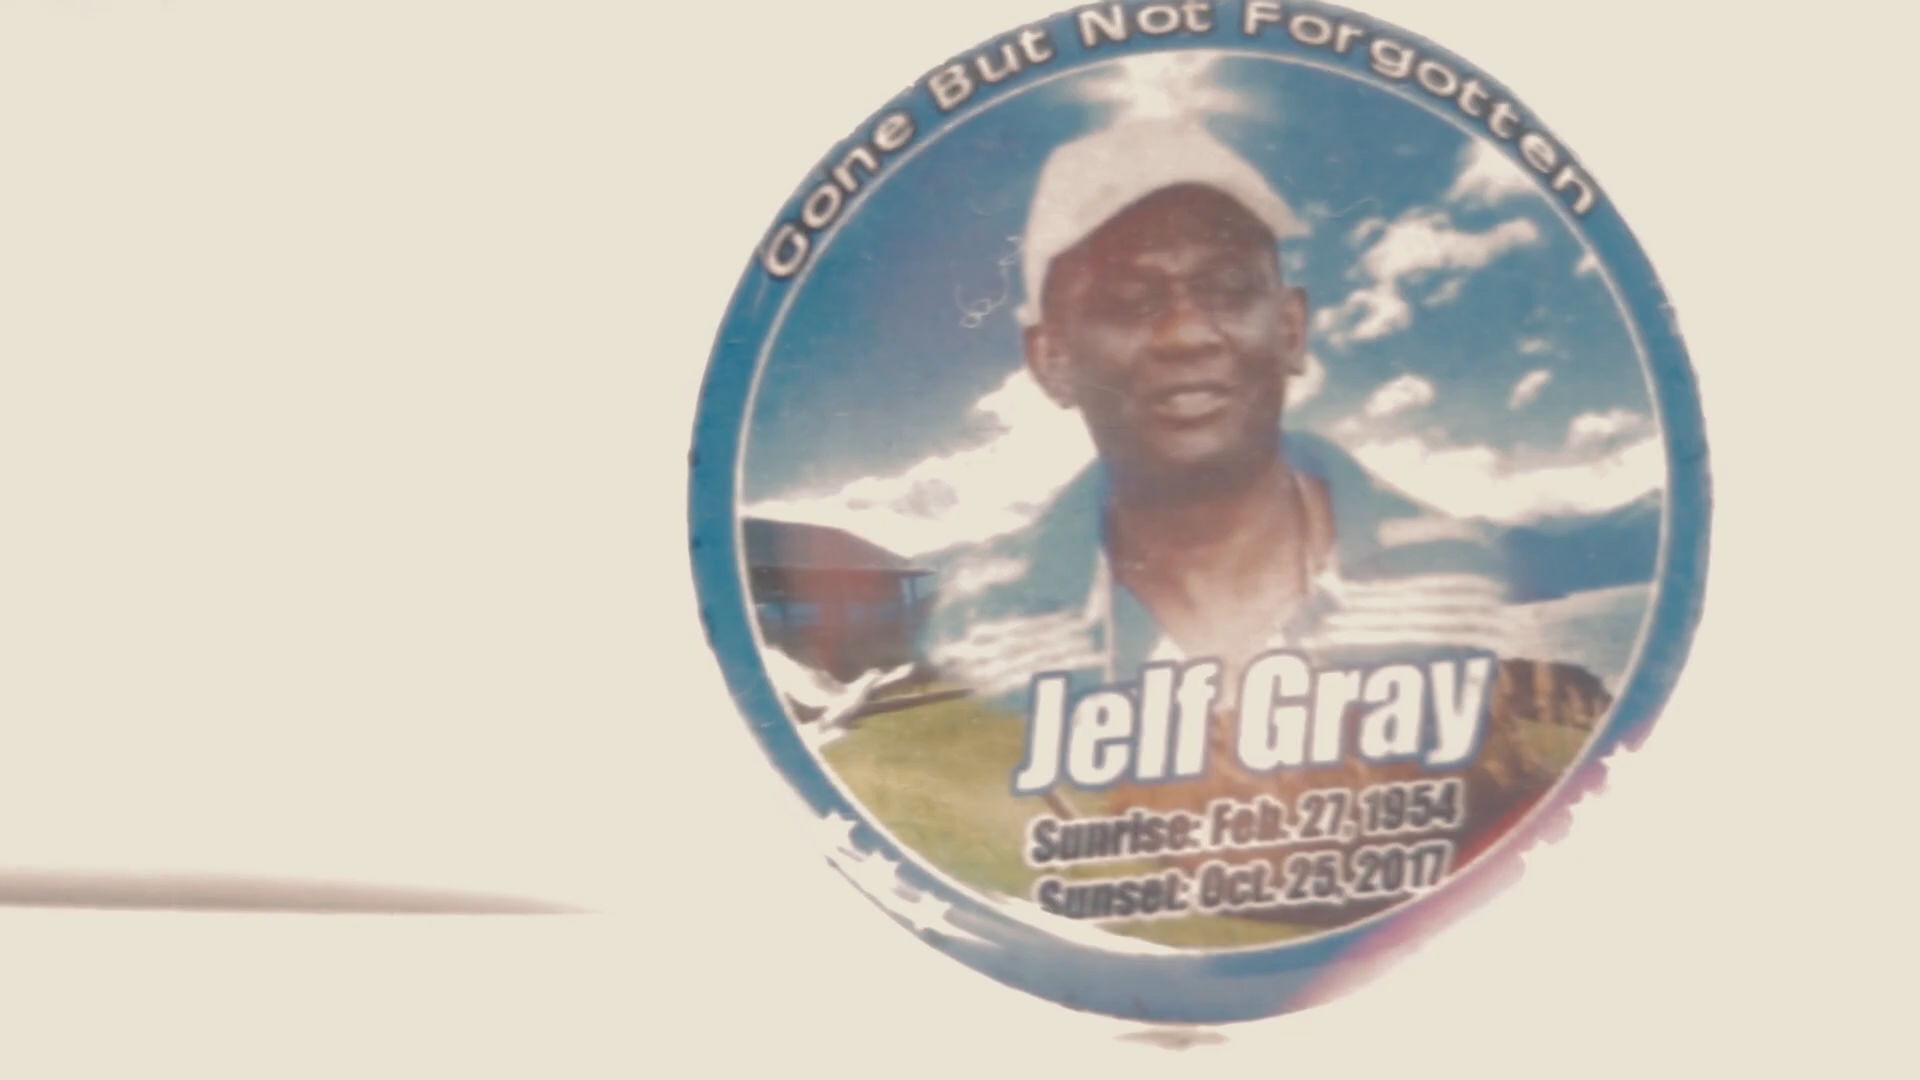 Gone But Not Forgotten
Jelf Gray
Sunrise: Feb. 27, 1954
Sunset: Oct. 25, 2017